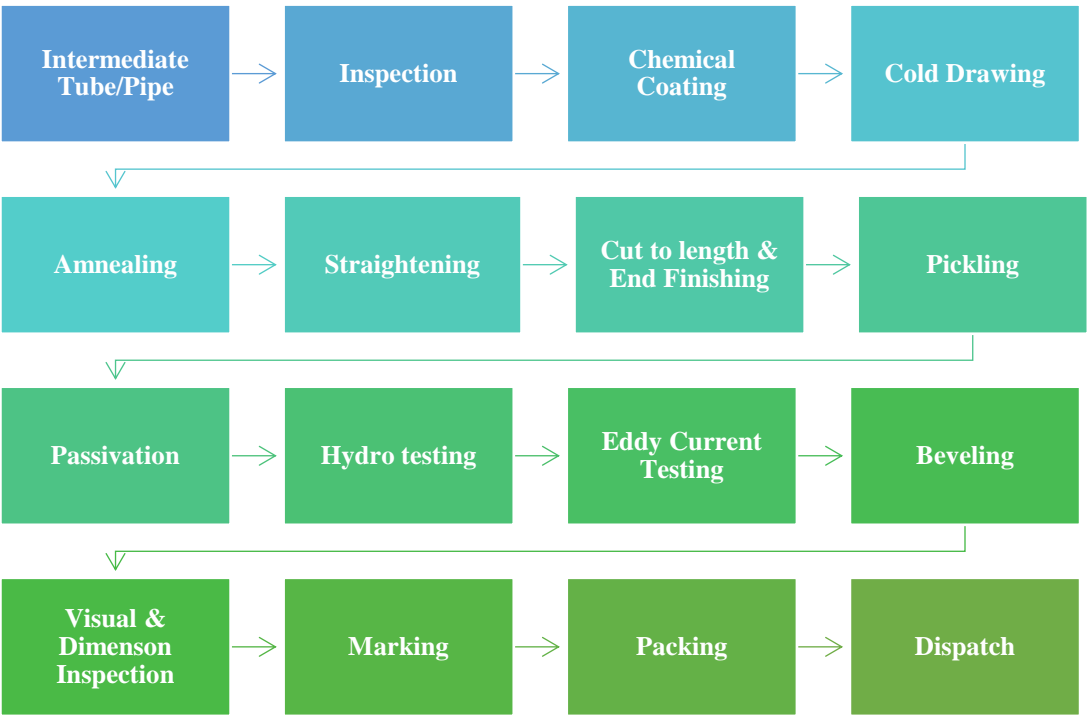 Intermediate
Tube/Pipe
Inspection
Chemical
Coating
Cold Drawing
Amnealing
Straightening
Cut to length &
End Finishing
Pickling
Passivation
Hydro testing
Eddy Current
Testing
Beveling
Visual &
Dimenson
Inspection
Marking
Packing
Dispatch